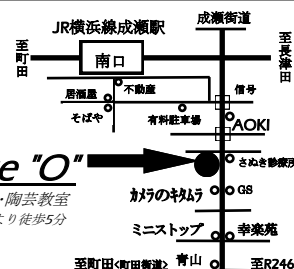 成瀬街道
JR横浜線成瀬駅
至町田
南口
至長津田
居酒屋
不動産
信号
そばや
有料駐車場
AOKI
e "O"
さぬき診療所
・陶芸教室
カメラのキタムラ
GS
より徒歩5分
ミニストップ
幸楽苑
至町田<町田街道>
青山
至R246